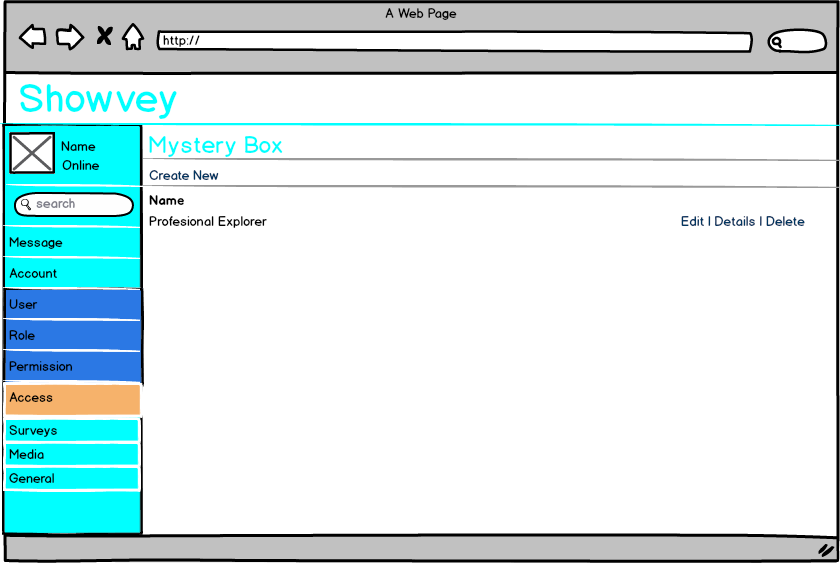 A Web Page
http://
Showvey
Name
Online
search
Message
Account
User
Role
Permission
Access
Surveys
Media
General
Mystery Box
Create New
Name
Profesional Explorer
Edit | Details | Delete